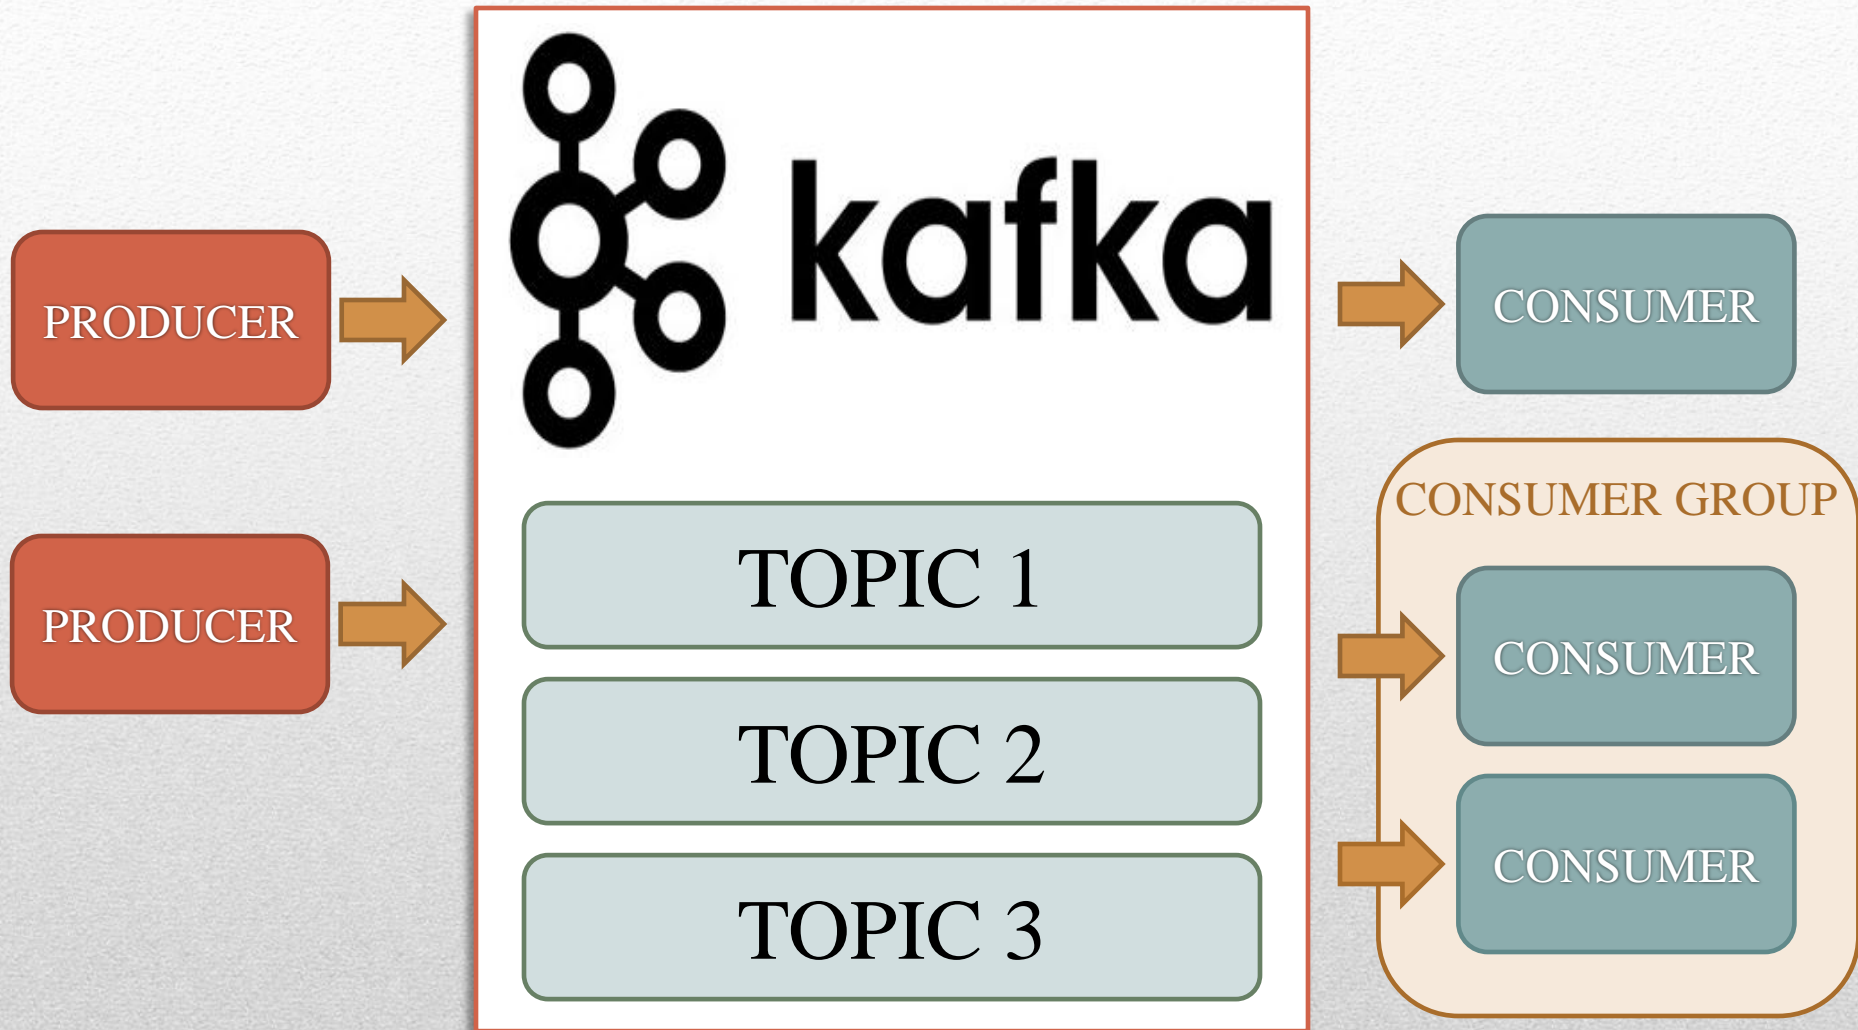 PRODUCER
PRODUCER
kafka
TOPIC 1
TOPIC 2
TOPIC 3
CONSUMER
CONSUMER GROUP
CONSUMER
CONSUMER